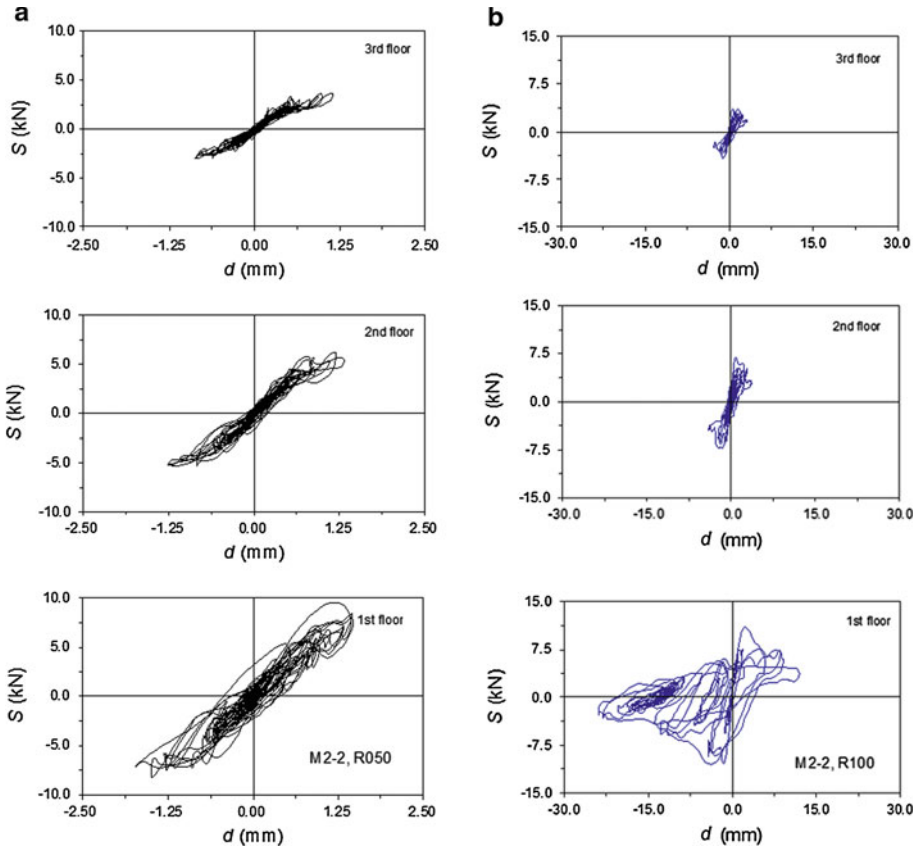 a
10.0
3rd floor
5.0
S (kN)
0.0
-5.0
-10.0
-2.50 -1.25 0.00 1.25 2.50
d (mm)
10.0
2nd floor
5.0
S (kN)
0.0
-5.0
-10.0
-2.50 -1.25 0.00 1.25 2.50
d (mm)
10.0
1st floor
5.0
S (kN)
0.0
-5.0
M2-2, R050
-10.0
-2.50 -1.25 0.00 1.25 2.50
d (mm)
b
15.0
3rd floor
7.5
S (kN)
0.0
-7.5
-15.0
-30.0 -15.0 0.0 15.0 30.0
d (mm)
15.0
2nd floor
7.5
S (kN)
0.0
-7.5
-15.0
-30.0 -15.0 0.0 15.0 30.0
d (mm)
15.0
1st floor
7.5
S (kN)
0.0
-7.5
M2-2, R100
-15.0
-30.0 -15.0 0.0 15.0 30.0
d (mm)